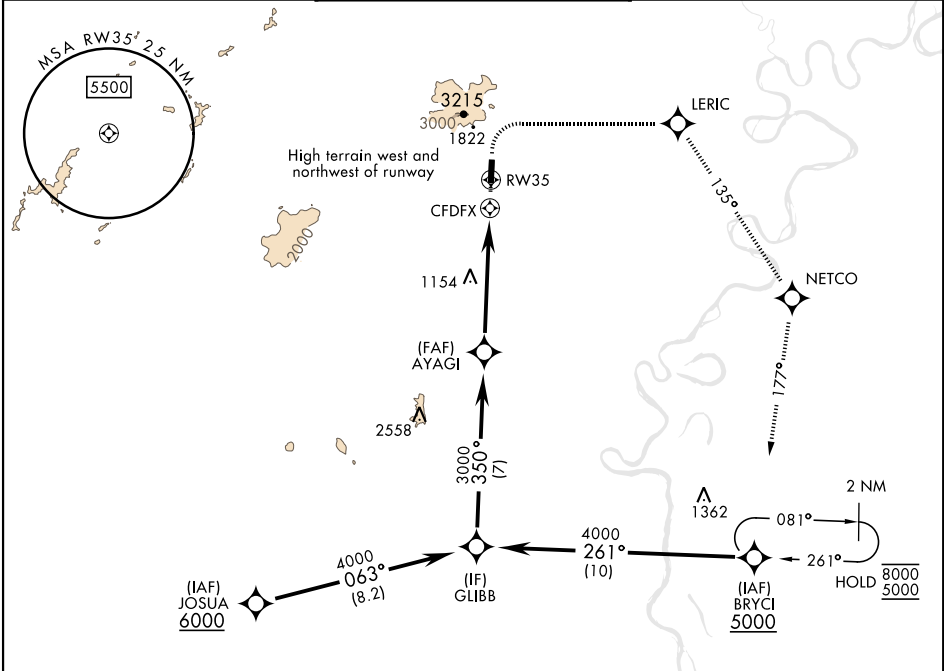 MSA RW35 25 NM
5500
3215
3000
1822
High terrain west and
northwest of runway
RW35
CFDFX
LERIC
135°
NETCO
177°
2000
1154
(FAF)
AYAGI
2558
3000
350°
(7)
1362
2 NM
081°
261°
HOLD
8000
5000
4000
261°
(10)
(IAF)
BRYCI
5000
(IF)
GLIBB
4000
063°
(8.2)
(IAF)
JOSUA
6000